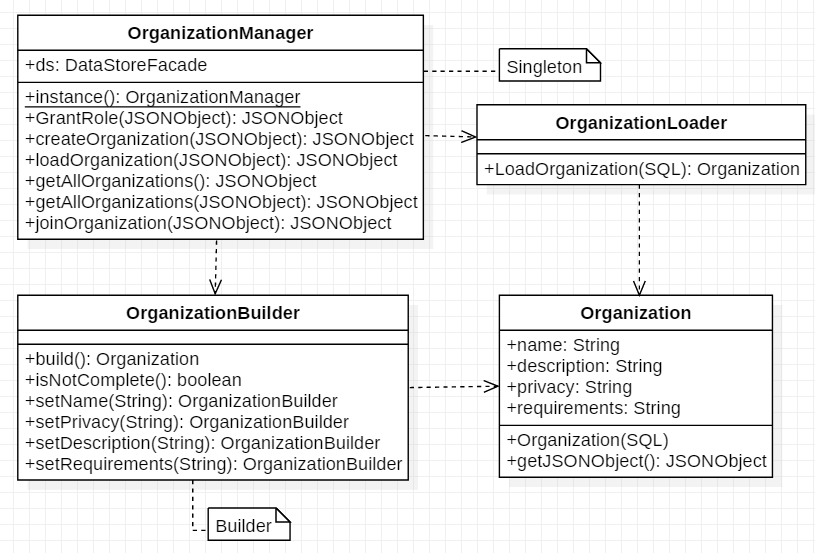 OrganizationManager
+ds: DataStoreFacade
+instance(): OrganizationManager
+GrantRole(JSONObject): JSONObject
+createOrganization(JSONObject): JSONObject
+loadOrganization(JSONObject): JSONObject
+getAllOrganizations(): JSONObject
+getAllOrganizations(JSONObject): JSONObject
+joinOrganization(JSONObject): JSONObject
Singleton
OrganizationLoader
+LoadOrganization(SQL): Organization
OrganizationBuilder
+build(): Organization
+isNotComplete(): boolean
+setName(String): OrganizationBuilder
+setPrivacy(String): OrganizationBuilder
+setDescription(String): OrganizationBuilder
+setRequirements(String): OrganizationBuilder
Organization
+name: String
+description: String
+privacy: String
+requirements: String
+Organization(SQL)
+getJSONObject(): JSONObject
Builder